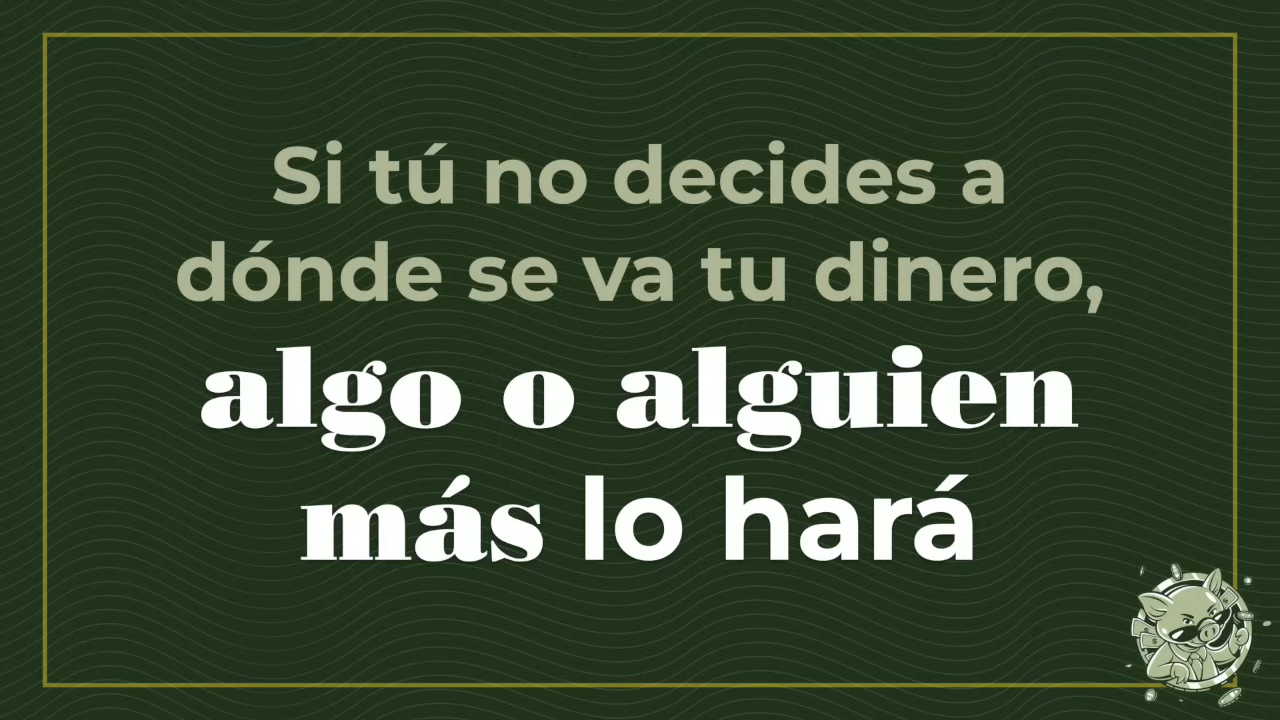 Si tú no decides a
dónde se va tu dinero,
algo o alguien
más lo hará